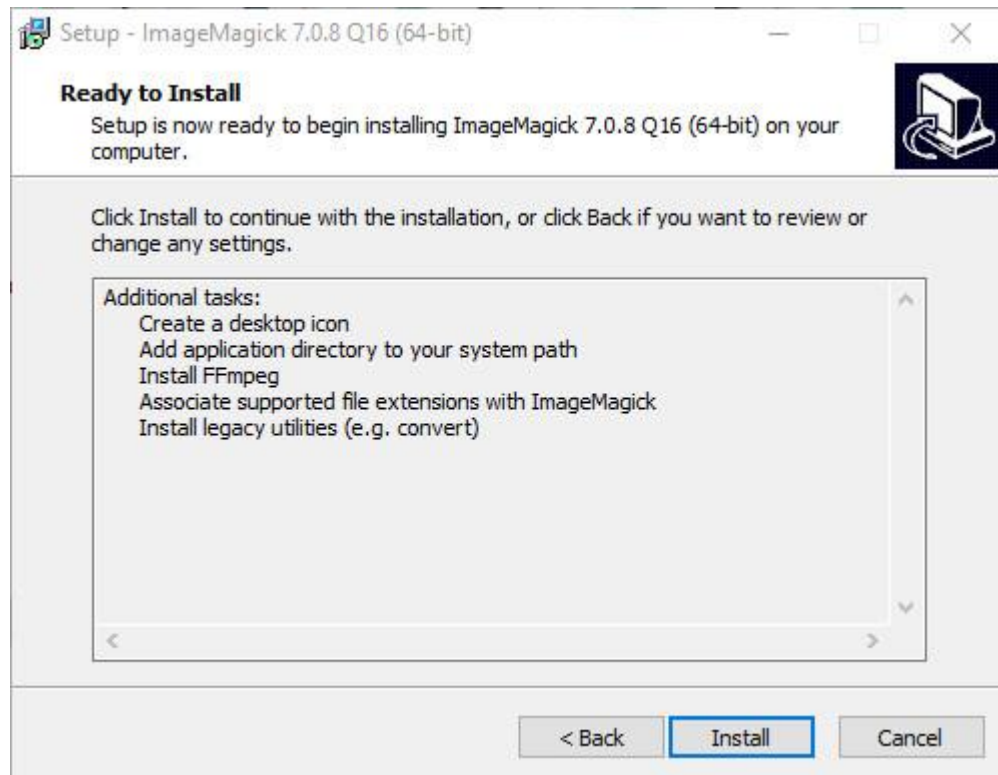 Setup - ImageMagick 7.0.8 Q16 (64-bit)
Ready to Install
Setup is now ready to begin installing ImageMagick 7.0.8 Q16 (64-bit) on your
computer.
Click Install to continue with the installation, or click Back if you want to review or
change any settings.
Additional tasks:
Create a desktop icon
Add application directory to your system path
Install FFmpeg
Associate supported file extensions with ImageMagick
Install legacy utilities (e.g. convert)
< Back
Install
Cancel